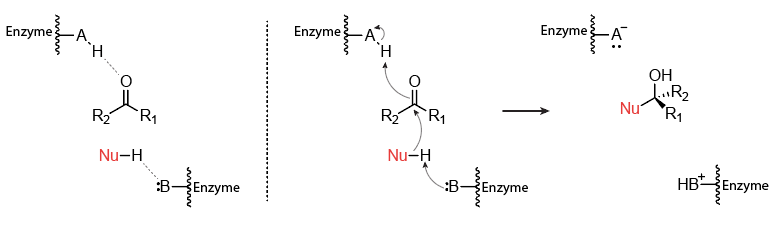 Enzyme A H
O
R2 R1
Nu H
:B Enzyme
Enzyme A H
O
R2 R1
Nu H
:B Enzyme
Enzyme A−
OH
Nu R2
R1
HB+ Enzyme